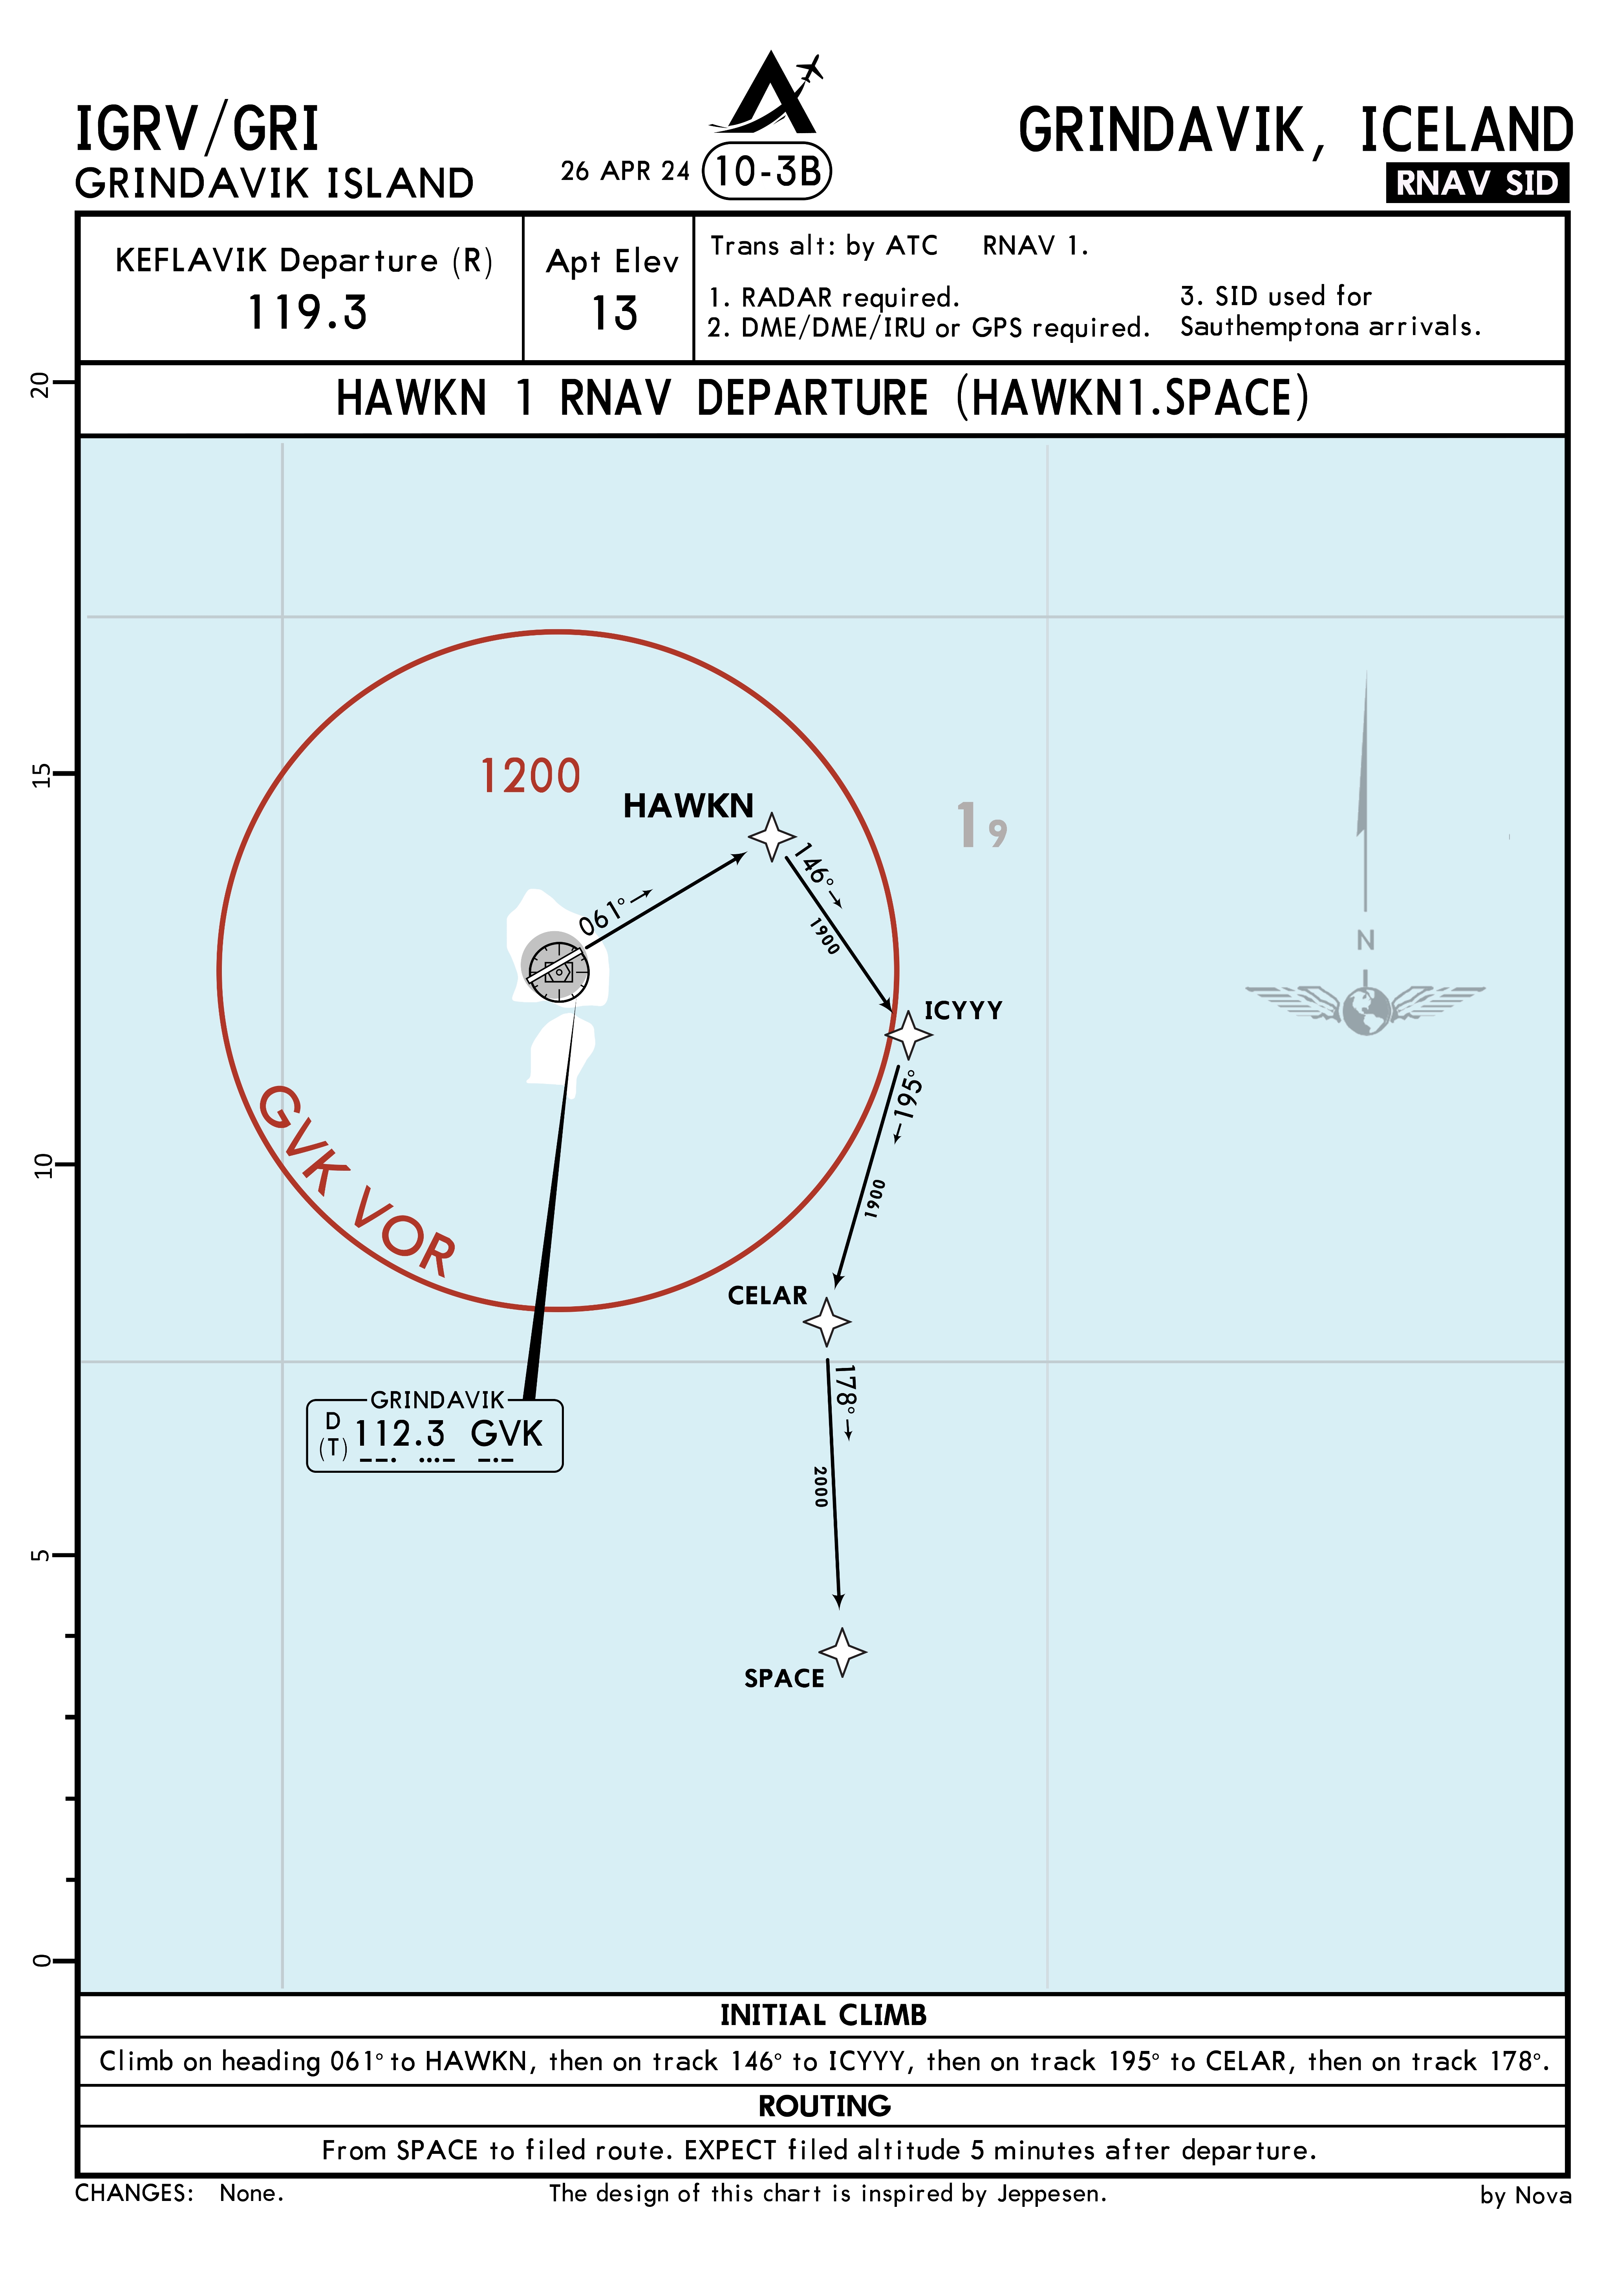 IGRV/GRI
GRINDAVIK ISLAND
26 APR 24
10-3B
GRINDAVIK, ICELAND
RNAV SID
KEFLAVIK Departure (R)
119.3
Apt Elev
13
Trans alt: by ATC RNAV 1.
1. RADAR required.
2. DME/DME/IRU or GPS required.
3. SID used for
Sauthemptona arrivals.
HAWKN 1 RNAV DEPARTURE (HAWKN1.SPACE)
20
15
10
5
0
1200
HAWKN
19
061°
146°
1900
N
ICYYY
195°
1900
GVK VOR
CELAR
178°
2000
GRINDAVIK
D
(T)
112.3 GVK
SPACE
INITIAL CLIMB
Climb on heading 061° to HAWKN, then on track 146° to ICYYY, then on track 195° to CELAR, then on track 178°.
ROUTING
From SPACE to filed route. EXPECT filed altitude 5 minutes after departure.
CHANGES: None.
The design of this chart is inspired by Jeppesen.
by Nova